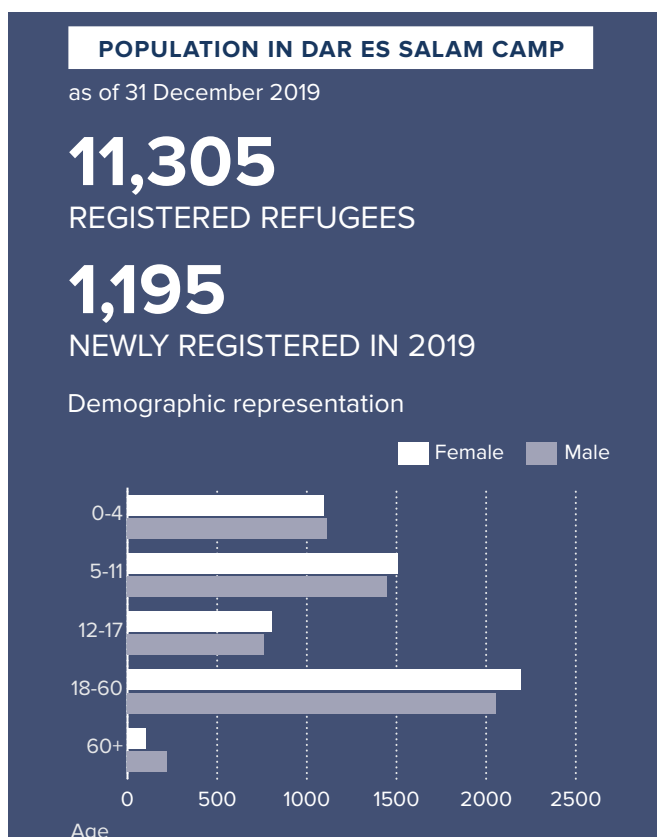 POPULATION IN DAR ES SALAM CAMP
as of 31 December 2019
11,305
REGISTERED REFUGEES
1,195
NEWLY REGISTERED IN 2019
Demographic representation
Female Male
0-4
5-11
12-17
18-60
60+
0 500 1000 1500 2000 2500
Age